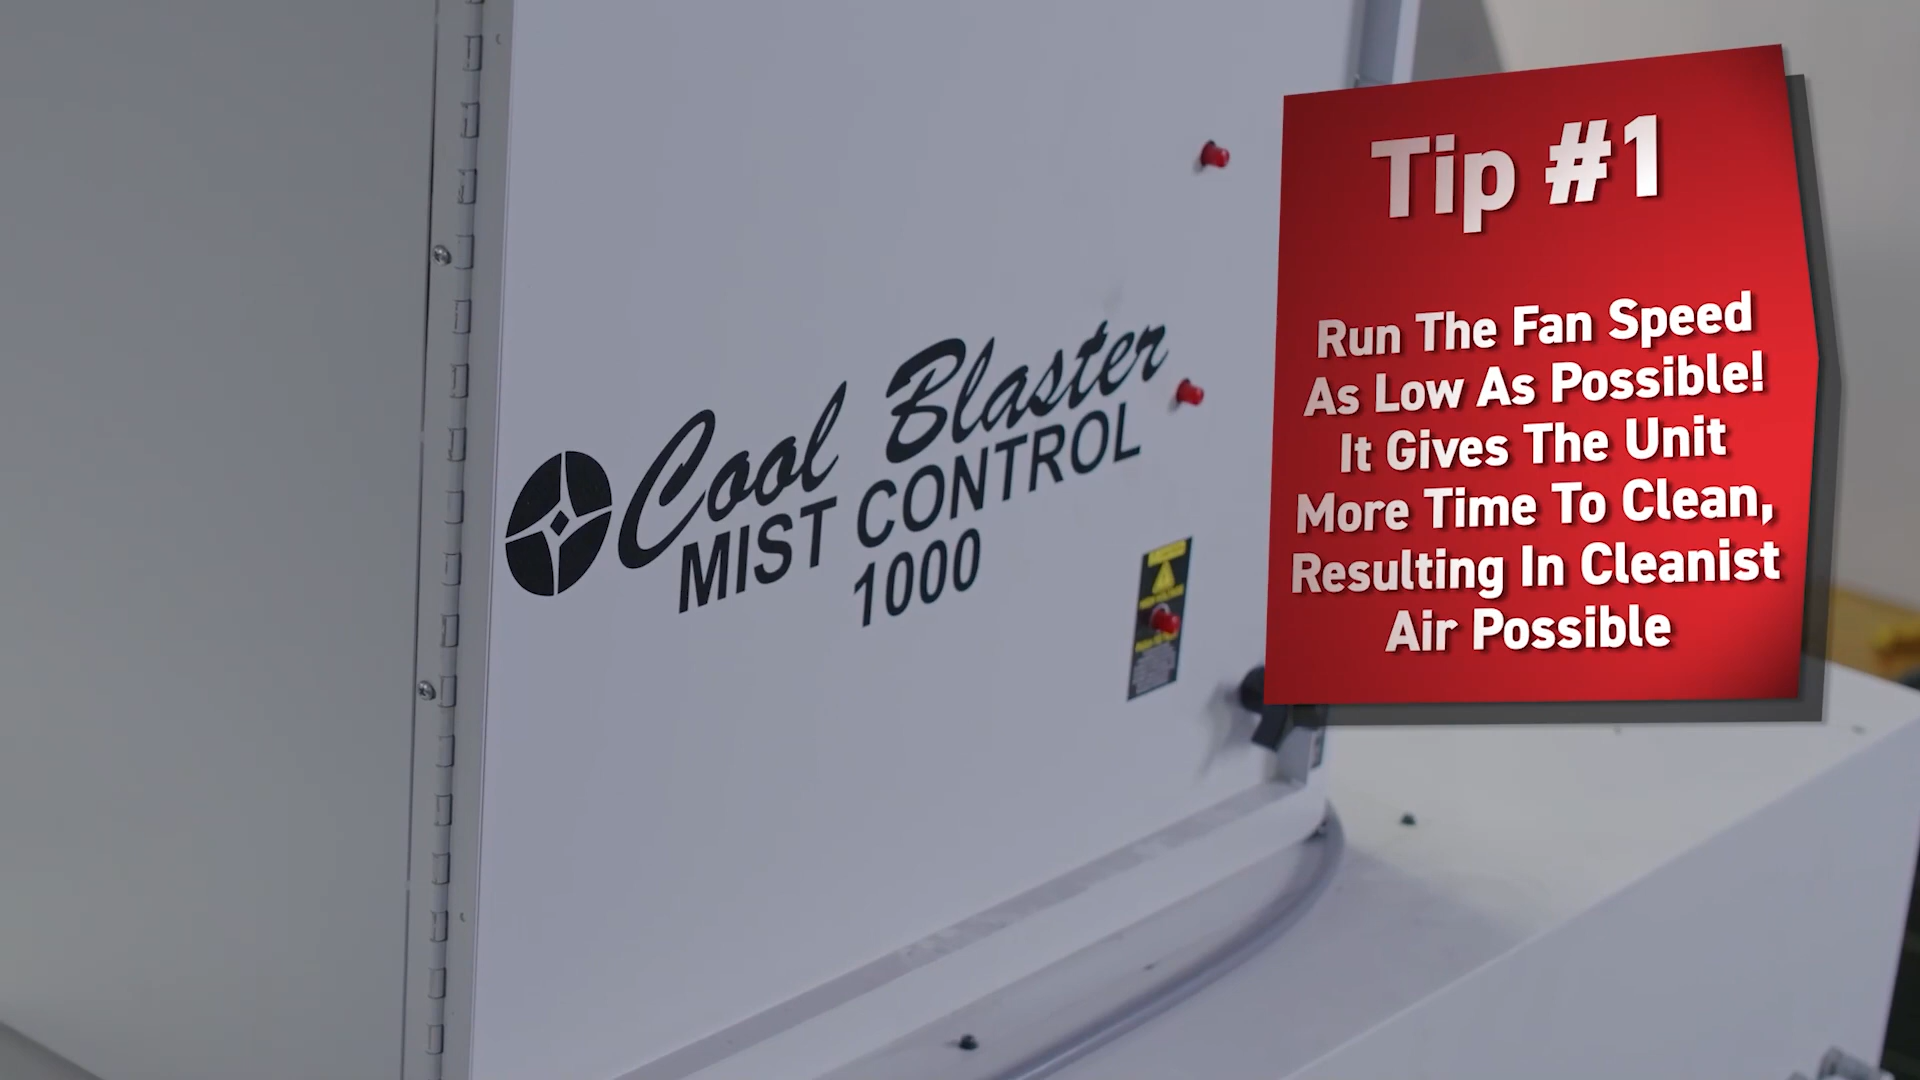 Cool Blaster
MIST CONTROL
1000
Tip #1
Run The Fan Speed
As Low As Possible!
It Gives The Unit
More Time To Clean,
Resulting In Cleanist
Air Possible